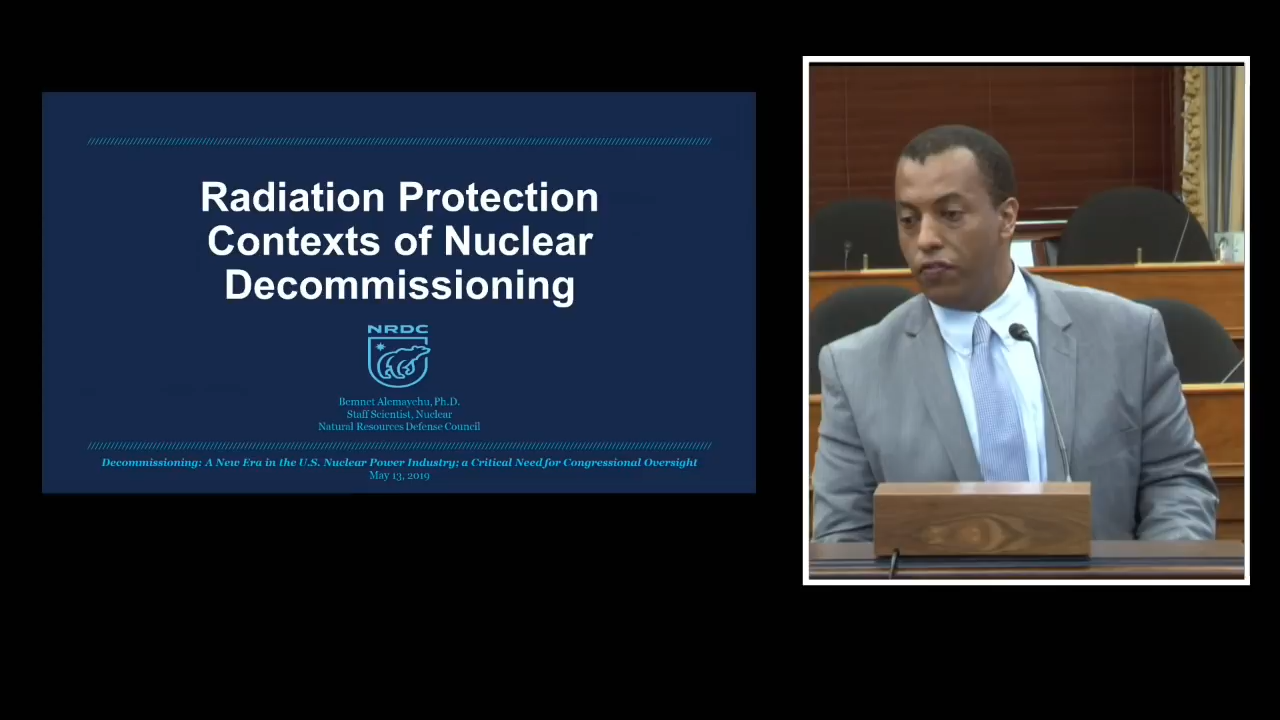 Radiation Protection
Contexts of Nuclear
Decommissioning
NRDC
Bemnet Alemayehu, Ph.D.
Staff Scientist, Nuclear
Natural Resources Defense Council
Decommissioning: A New Era in the U.S. Nuclear Power Industry; a Critical Need for Congressional Oversight
May 13, 2019